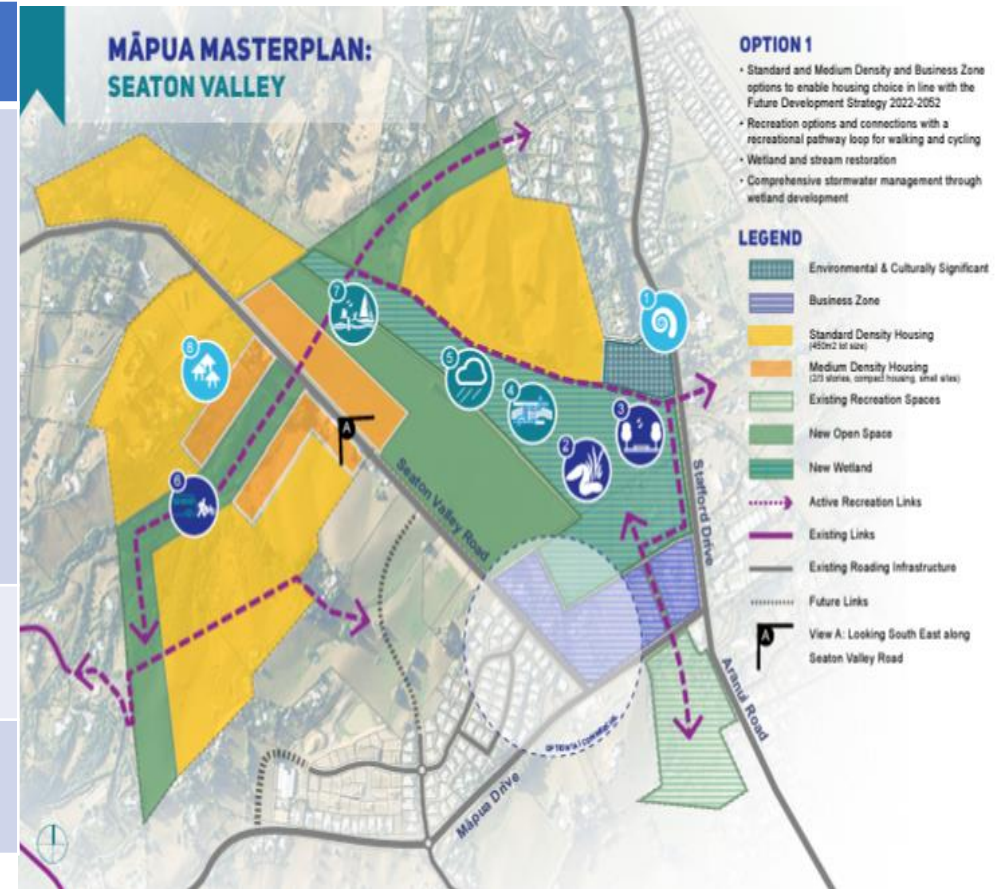 MĀPUA MASTERPLAN:
SEATON VALLEY
OPTION 1
• Standard and Medium Density and Business Zone
options to enable housing choice in line with the
Future Development Strategy 2022-2052
• Recreation options and connections with a
recreational pathway loop for walking and cycling
• Wetland and stream restoration
• Comprehensive stormwater management through
wetland development
LEGEND
Environmental & Culturally Significant
Business Zone
Standard Density Housing
(450m2 lot size)
Medium Density Housing
(2/3 stories, compact housing, small sites)
Existing Recreation Spaces
New Open Space
New Wetland
Active Recreation Links
Existing Links
Existing Roading Infrastructure
Future Links
A
View A: Looking South East along
Seaton Valley Road
1
7
8
5
4
3
A
2
6
Seaton Valley Road
Stafford Drive
Aranui Road
Māpua Drive